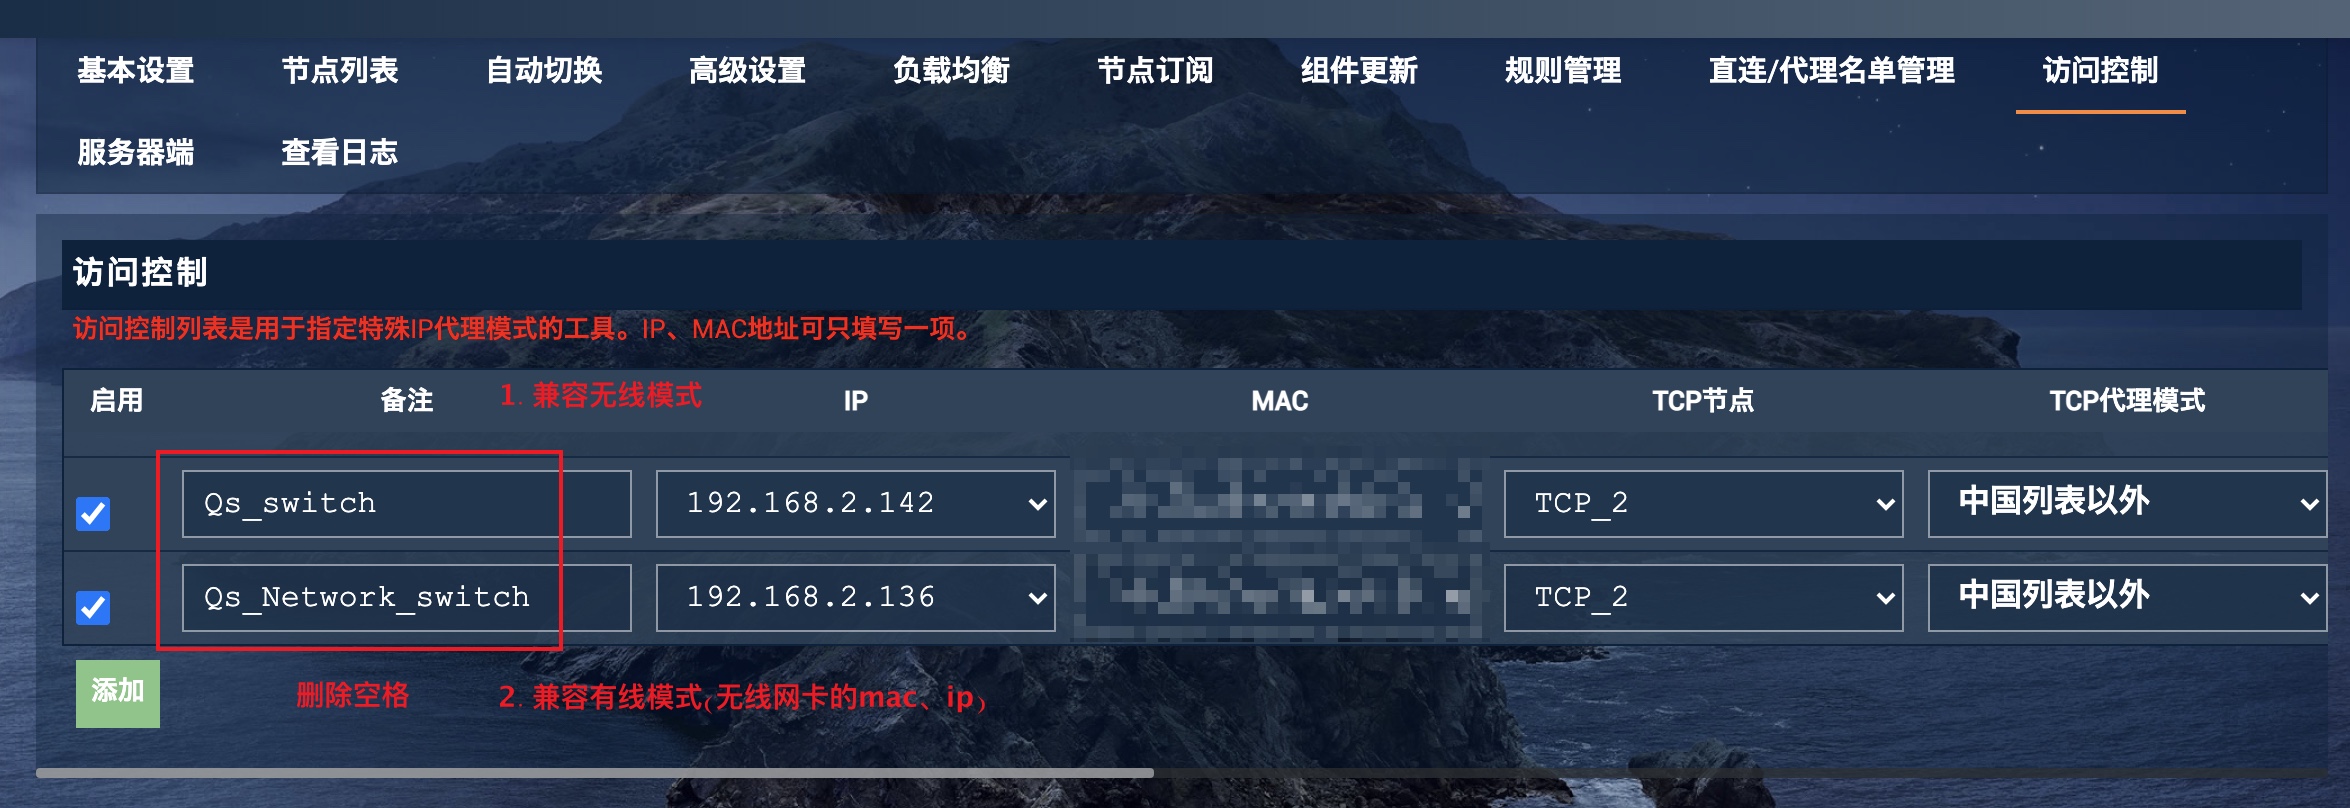 基本设置 节点列表 自动切换 高级设置 负载均衡 节点订阅 组件更新 规则管理 直连/代理名单管理 访问控制
服务器端 查看日志
访问控制
访问控制列表是用于指定特殊IP代理模式的工具。IP、MAC地址可只填写一项。
启用 备注 1. 兼容无线模式 IP MAC TCP节点 TCP代理模式
Qs_switch 192.168.2.142 TCP_2 中国列表以外
Qs_Network_switch 192.168.2.136 TCP_2 中国列表以外
添加 删除空格 2. 兼容有线模式(无线网卡的mac、ip)